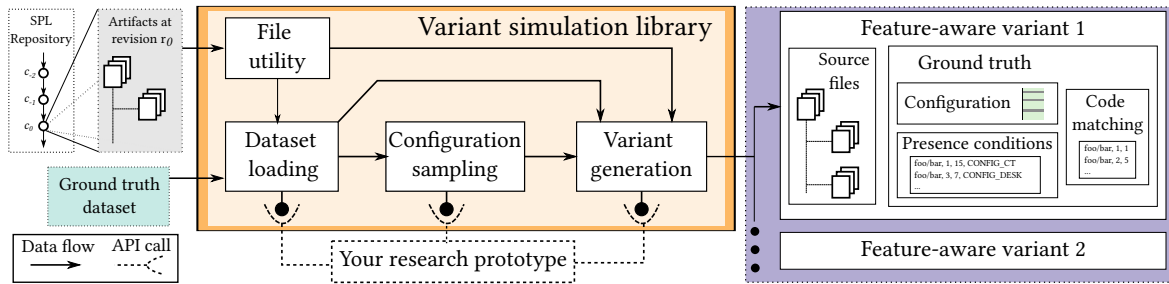 SPL
Repository
c-2
c-1
c0
Artifacts at
revision r0
Ground truth
dataset
Data flow
API call
Variant simulation library
File
utility
Dataset
loading
Configuration
sampling
Variant
generation
Your research prototype
Feature-aware variant 1
Source
files
Ground truth
Configuration
Presence conditions
foo/bar, 1, 15, CONFIG_CT
foo/bar, 3, 7, CONFIG_DESK
...
Code
matching
foo/bar, 1, 1
foo/bar, 2, 5
...
Feature-aware variant 2